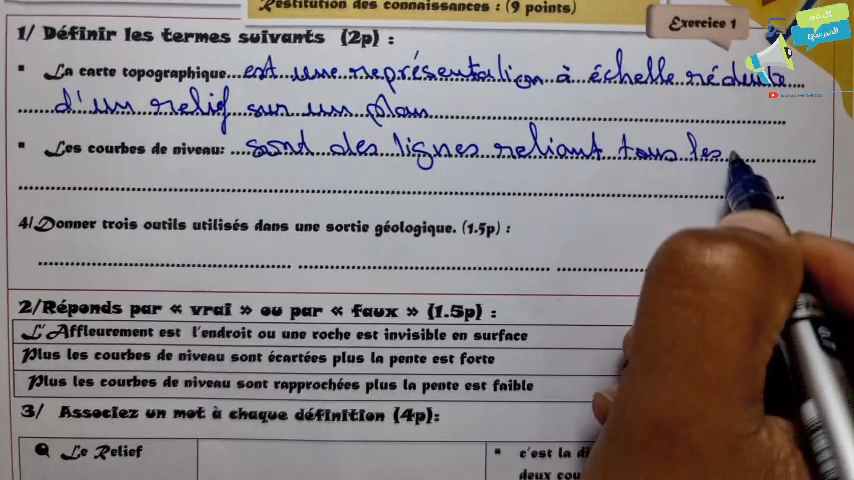 Restitution des connaissances : (9 points)
Exercice 1
1/ Définir les termes suivants (2p) :
▪ La carte topographique...est une représentation à échelle réduite
d'un relief sur un plan
▪ Les courbes de niveau: ...sont des lignes reliant tous les
4/Donner trois outils utilisés dans une sortie géologique. (1.5p) :
2/Réponds par « vrai » ou par « faux » (1.5p) :
L'Affleurement est l'endroit ou une roche est invisible en surface
Plus les courbes de niveau sont écartées plus la pente est forte
Plus les courbes de niveau sont rapprochées plus la pente est faible
3/ Associez un mot à chaque définition (4p):
Le Relief
▪ c'est la di
deux cou